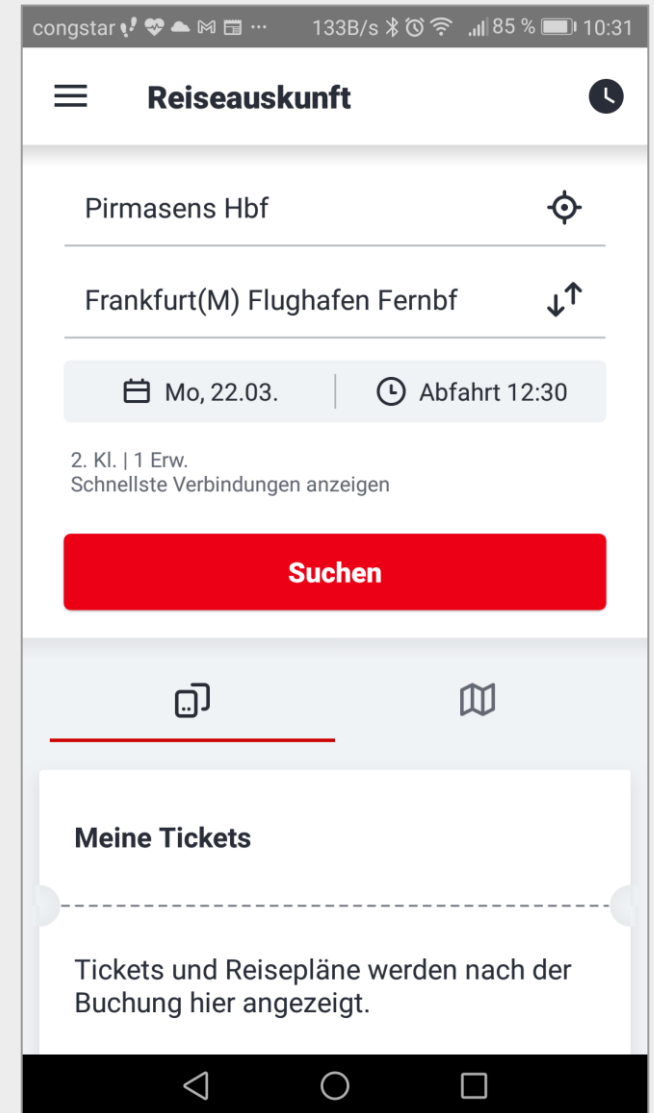 congstar ... 133B/s 85 % 10:31
Reiseauskunft
Pirmasens Hbf
Frankfurt(M) Flughafen Fernbf
Mo, 22.03. Abfahrt 12:30
2. Kl. | 1 Erw.
Schnellste Verbindungen anzeigen
Suchen
Meine Tickets
Tickets und Reisepläne werden nach der
Buchung hier angezeigt.